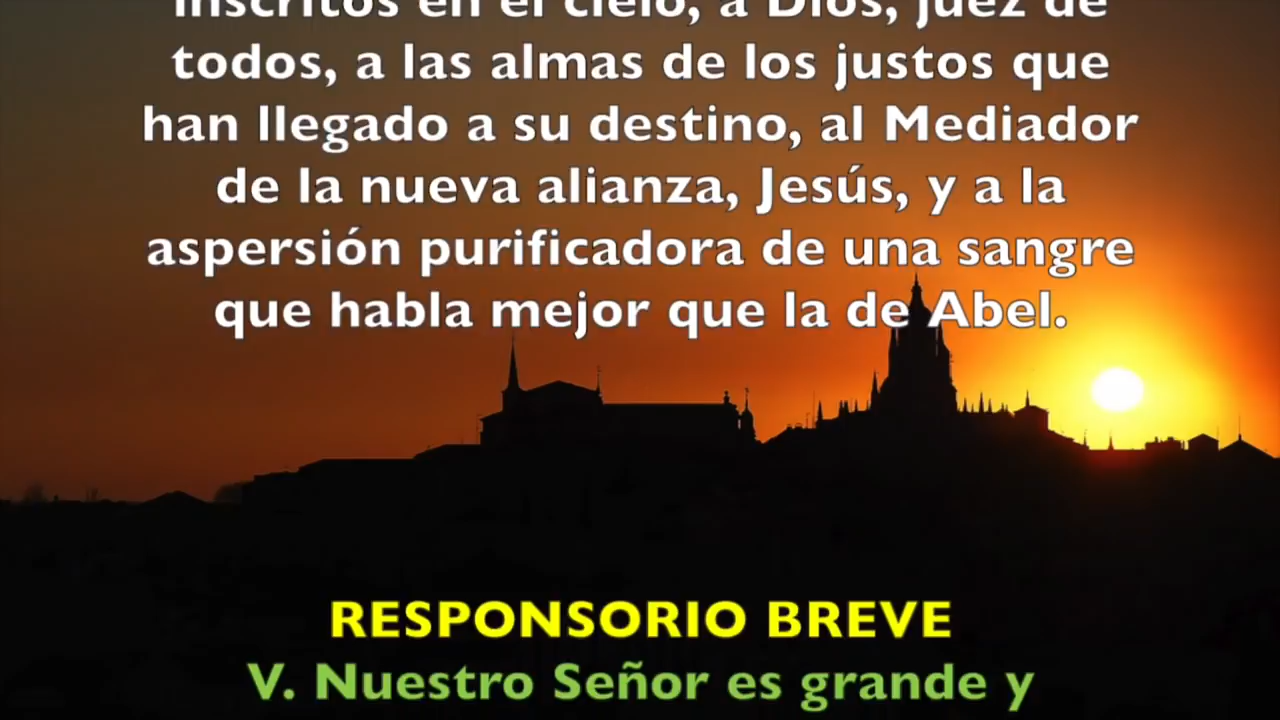 inscritos en el cielo, a Dios, juez de
todos, a las almas de los justos que
han llegado a su destino, al Mediador
de la nueva alianza, Jesús, y a la
aspersión purificadora de una sangre
que habla mejor que la de Abel.
RESPONSORIO BREVE
V. Nuestro Señor es grande y